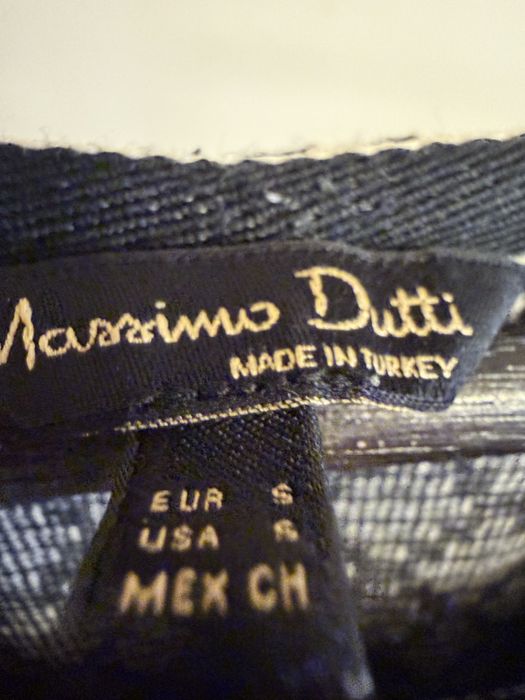 Massimo Dutti
MADE IN TURKEY
EUR S
USA S
MEX CH